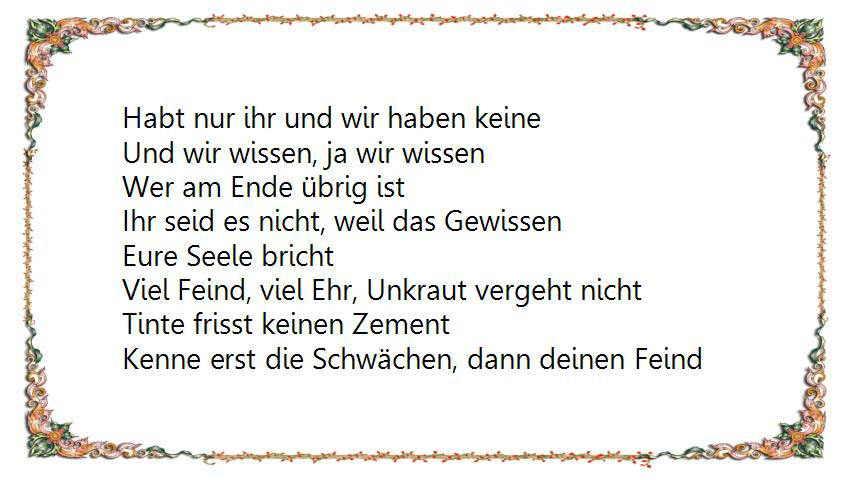 Habt nur ihr und wir haben keine
Und wir wissen, ja wir wissen
Wer am Ende übrig ist
Ihr seid es nicht, weil das Gewissen
Eure Seele bricht
Viel Feind, viel Ehr, Unkraut vergeht nicht
Tinte frisst keinen Zement
Kenne erst die Schwächen, dann deinen Feind